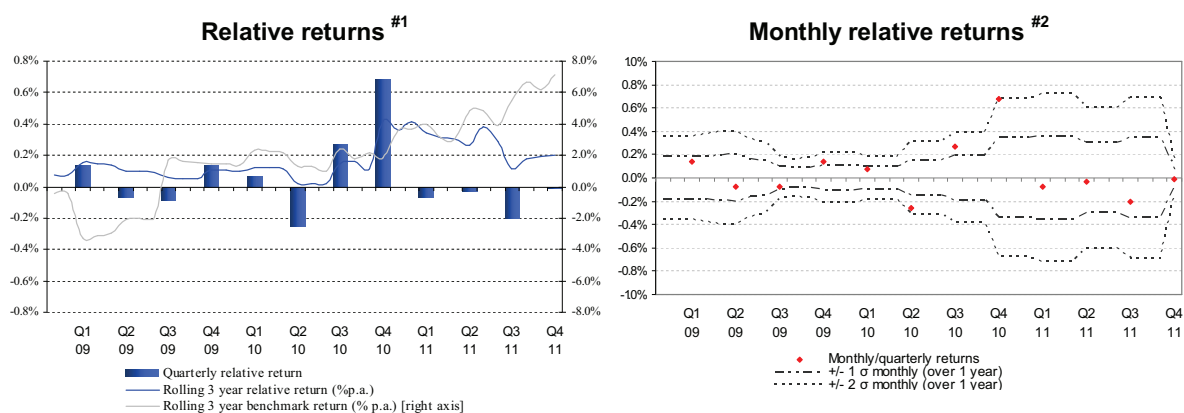 Relative returns #1
0.8%
0.6%
0.4%
0.2%
0.0%
-0.2%
-0.4%
-0.6%
-0.8%
8.0%
6.0%
4.0%
2.0%
0.0%
-2.0%
-4.0%
-6.0%
-8.0%
Q1 Q2 Q3 Q4 Q1 Q2 Q3 Q4 Q1 Q2 Q3 Q4
09 09 09 09 10 10 10 10 11 11 11 11
Quarterly relative return
Rolling 3 year relative return (%p.a.)
Rolling 3 year benchmark return (% p.a.) [right axis]
Monthly relative returns #2
1.0%
0.8%
0.6%
0.4%
0.2%
0.0%
-0.2%
-0.4%
-0.6%
-0.8%
-1.0%
Q1 Q2 Q3 Q4 Q1 Q2 Q3 Q4 Q1 Q2 Q3 Q4
09 09 09 09 10 10 10 10 11 11 11 11
Monthly/quarterly returns
+/- 1 σ monthly (over 1 year)
+/- 2 σ monthly (over 1 year)